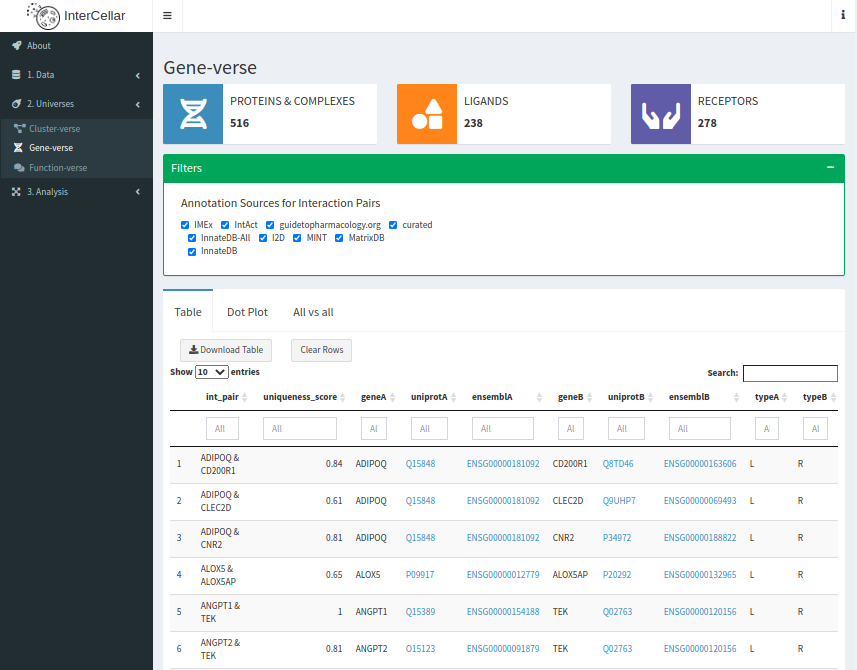 InterCellar
About
1. Data
2. Universes
Cluster-verse
Gene-verse
Function-verse
3. Analysis
Gene-verse
PROTEINS & COMPLEXES
516
LIGANDS
238
RECEPTORS
278
Filters
Annotation Sources for Interaction Pairs
IMEx IntAct guidetopharmacology.org curated
InnateDB-All I2D MINT MatrixDB
InnateDB
Table Dot Plot All vs all
Download Table Clear Rows
Show 10 entries Search:
int_pair uniqueness_score geneA uniprotA ensemblA geneB uniprotB ensemblB typeA typeB
All All Al All All Al All All A Al
1 ADIPOQ & CD200R1 0.84 ADIPOQ Q15848 ENSG00000181092 CD200R1 Q8TD46 ENSG00000163606 L R
2 ADIPOQ & CLEC2D 0.61 ADIPOQ Q15848 ENSG00000181092 CLEC2D Q9UHP7 ENSG00000069493 L R
3 ADIPOQ & CNR2 0.81 ADIPOQ Q15848 ENSG00000181092 CNR2 P34972 ENSG00000188822 L R
4 ALOX5 & ALOX5AP 0.65 ALOX5 P09917 ENSG00000012779 ALOX5AP P20292 ENSG00000132965 L R
5 ANGPT1 & TEK 1 ANGPT1 Q15389 ENSG00000154188 TEK Q02763 ENSG00000120156 L R
6 ANGPT2 & TEK 0.81 ANGPT2 O15123 ENSG00000091879 TEK Q02763 ENSG00000120156 L R